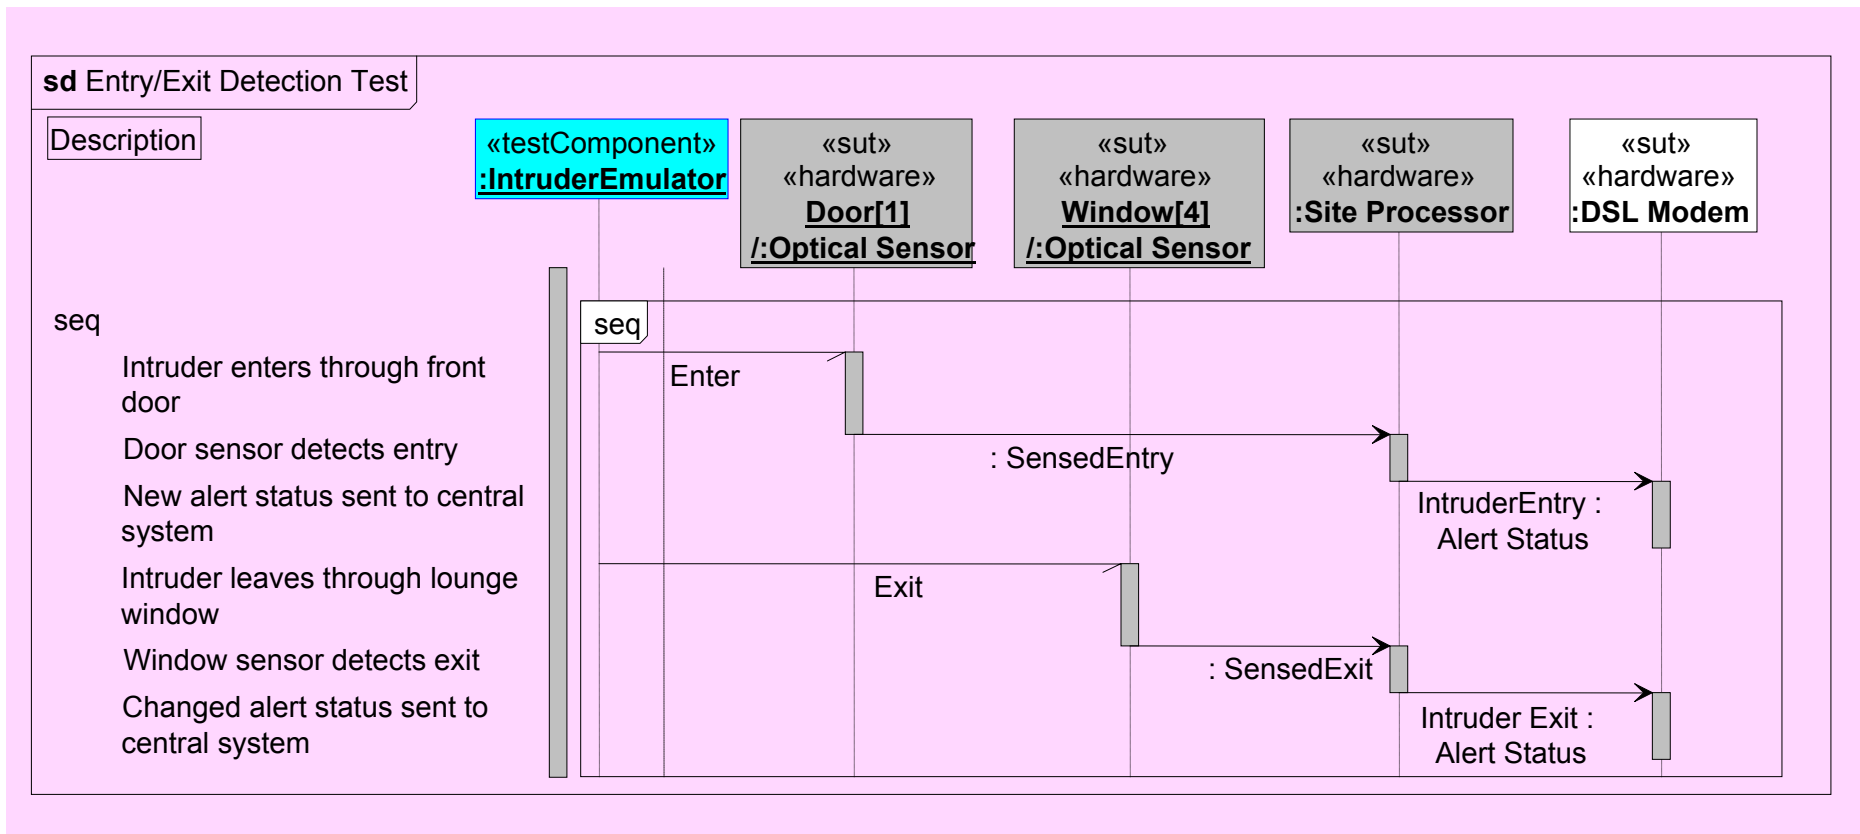 sd Entry/Exit Detection Test
Description
«testComponent»
:IntruderEmulator
«sut»
«hardware»
Door[1]
/:Optical Sensor
«sut»
«hardware»
Window[4]
/:Optical Sensor
«sut»
«hardware»
:Site Processor
«sut»
«hardware»
:DSL Modem
seq
seq
Intruder enters through front
door
Enter
Door sensor detects entry
: SensedEntry
New alert status sent to central
system
IntruderEntry :
Alert Status
Intruder leaves through lounge
window
Exit
Window sensor detects exit
: SensedExit
Changed alert status sent to
central system
Intruder Exit :
Alert Status